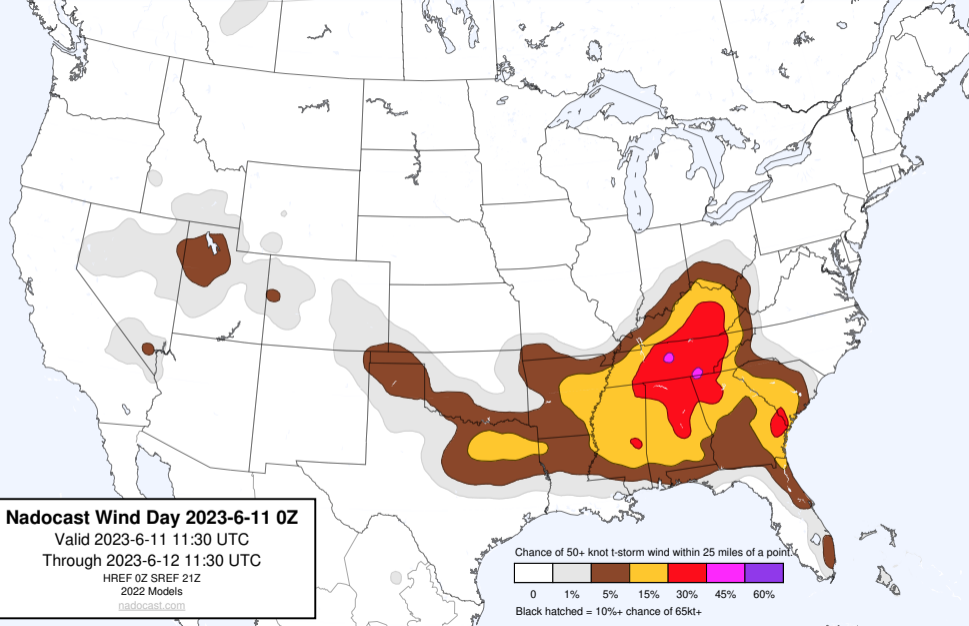 Nadocast Wind Day 2023-6-11 0Z
Valid 2023-6-11 11:30 UTC
Through 2023-6-12 11:30 UTC
HREF 0Z SREF 21Z
2022 Models
nadocast.com
Chance of 50+ knot t-storm wind within 25 miles of a point.
0 1% 5% 15% 30% 45% 60%
Black hatched = 10%+ chance of 65kt+